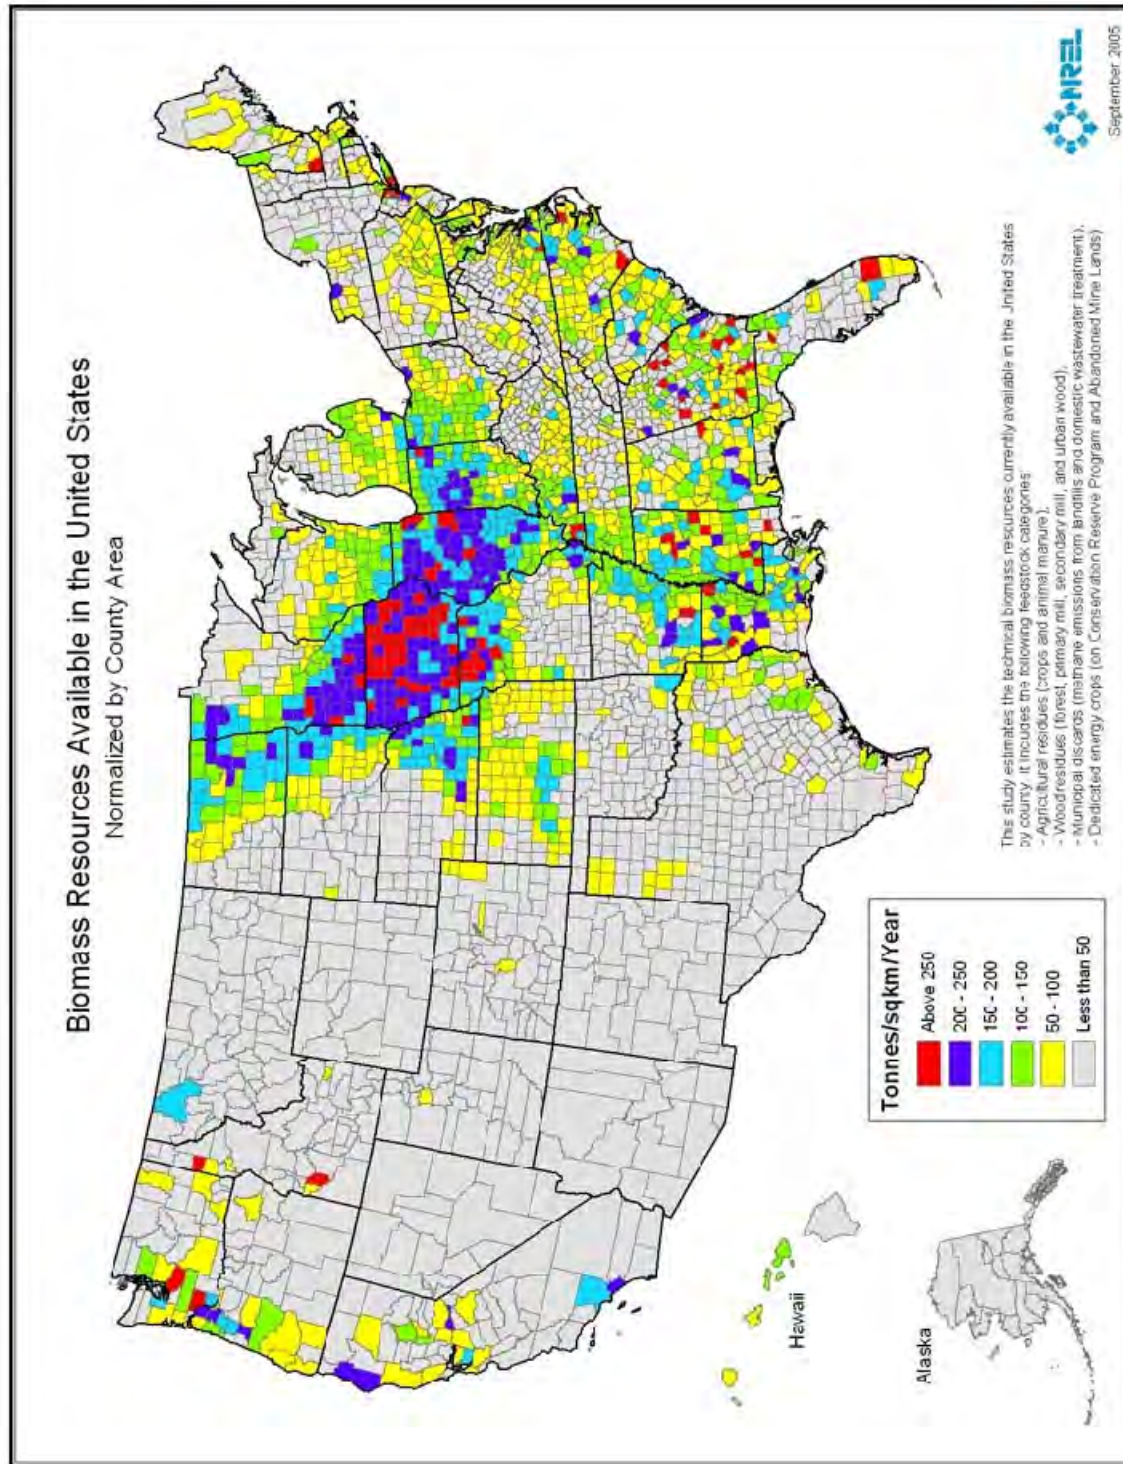 Biomass Resources Available in the United States
Normalized by County Area
Tonnes/sqkm/Year
Above 250
200 - 250
150 - 200
100 - 150
50 - 100
Less than 50
Hawaii
Alaska
This study estimates the technical biomass resources currently available in the United States
by county. It includes the following feedstock categories:
- Agricultural residues (crops and animal manure);
- Wood residues (forest, primary mill, secondary mill, and urban wood);
- Municipal discards (methane emissions from landfills and domestic wastewater treatment);
- Dedicated energy crops (on Conservation Reserve Program and Abandoned Mine Lands)
NREL
September 2005